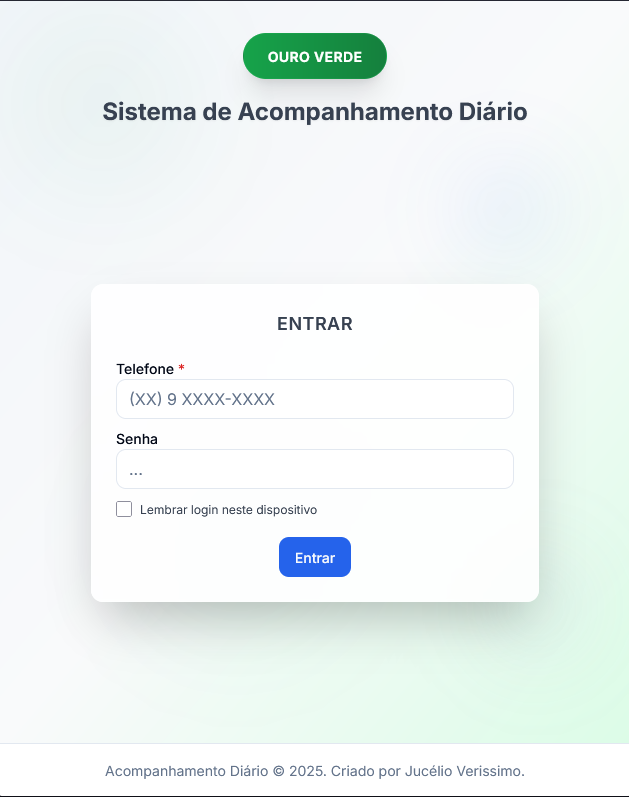 OURO VERDE
Sistema de Acompanhamento Diário
ENTRAR
Telefone *
(XX) 9 XXXX-XXXX
Senha
...
Lembrar login neste dispositivo
Entrar
Acompanhamento Diário © 2025. Criado por Jucélio Verissimo.